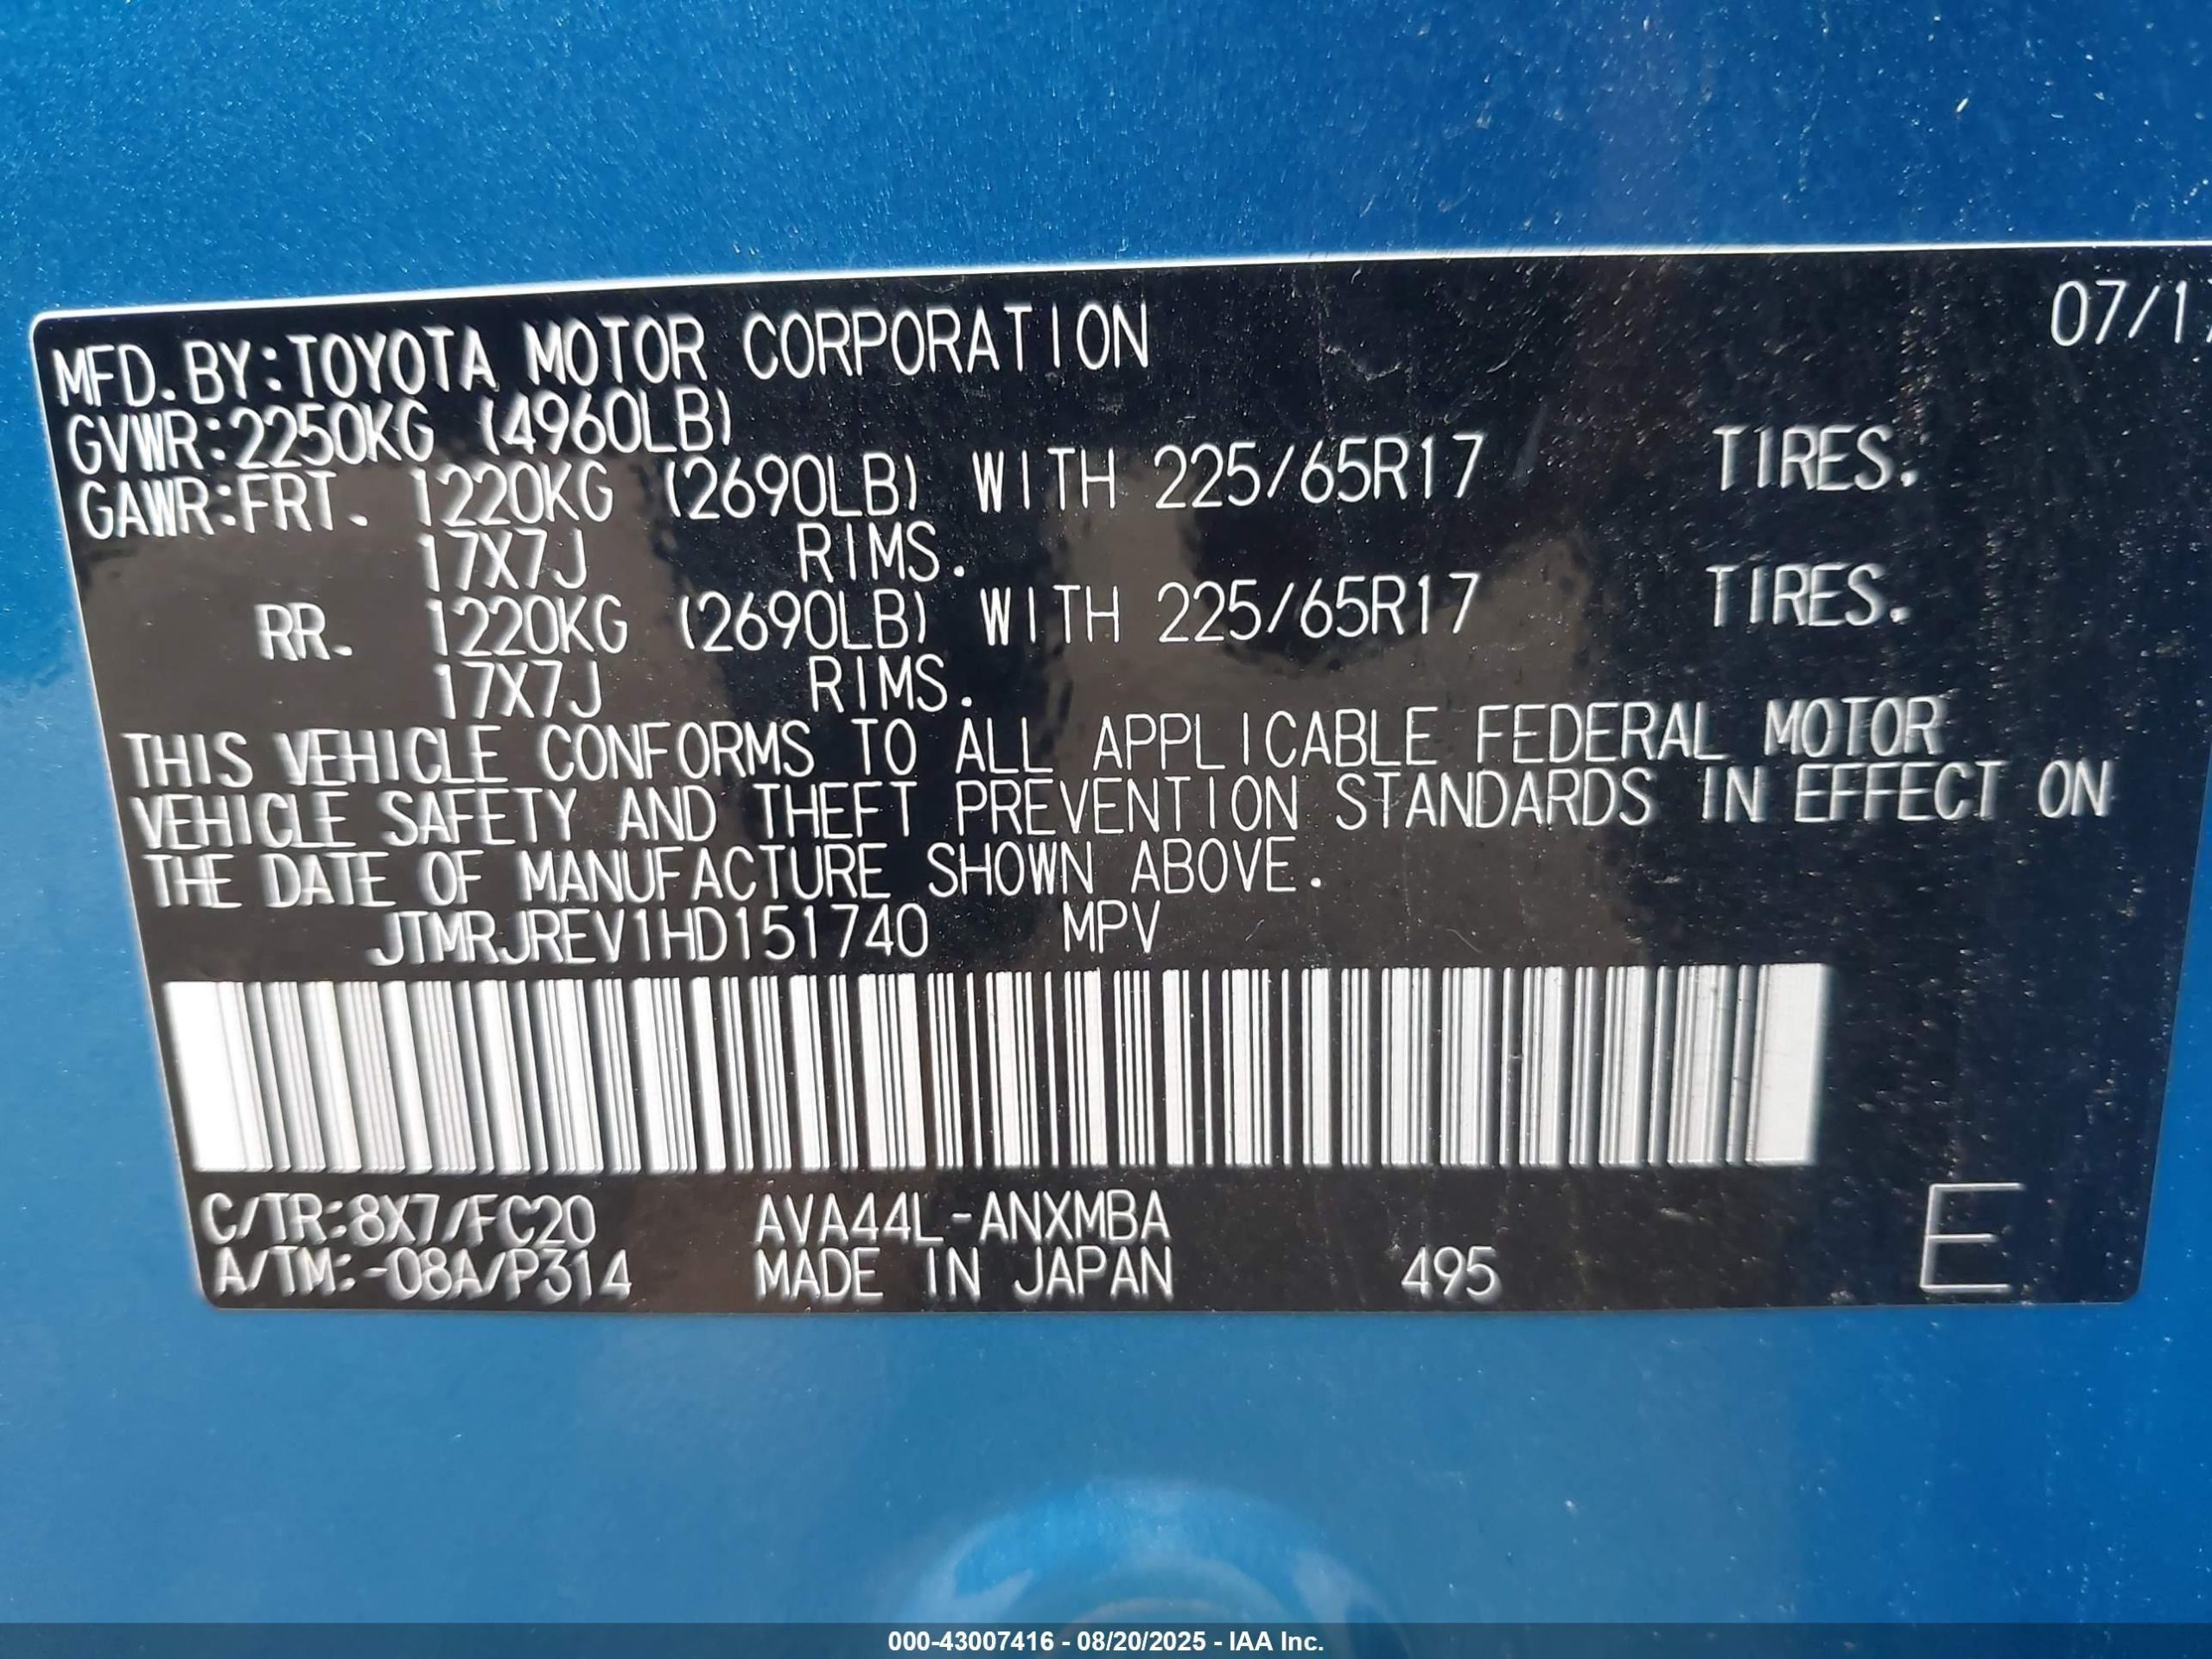 07/17
MFD.BY:TOYOTA MOTOR CORPORATION
GVWR:2250KG (4960LB)
GAWR:FRT. 1220KG (2690LB) WITH 225/65R17 TIRES.
17X7J RIMS.
RR. 1220KG (2690LB) WITH 225/65R17 TIRES.
17X7J RIMS.
THIS VEHICLE CONFORMS TO ALL APPLICABLE FEDERAL MOTOR
VEHICLE SAFETY AND THEFT PREVENTION STANDARDS IN EFFECT ON
THE DATE OF MANUFACTURE SHOWN ABOVE.
JTMRJREV1HD151740 MPV
C/TR:8X7/FC20 AVA44L-ANXMBA
A/TM:-08A/P314 MADE IN JAPAN 495 E
000-43007416 - 08/20/2025 - IAA Inc.